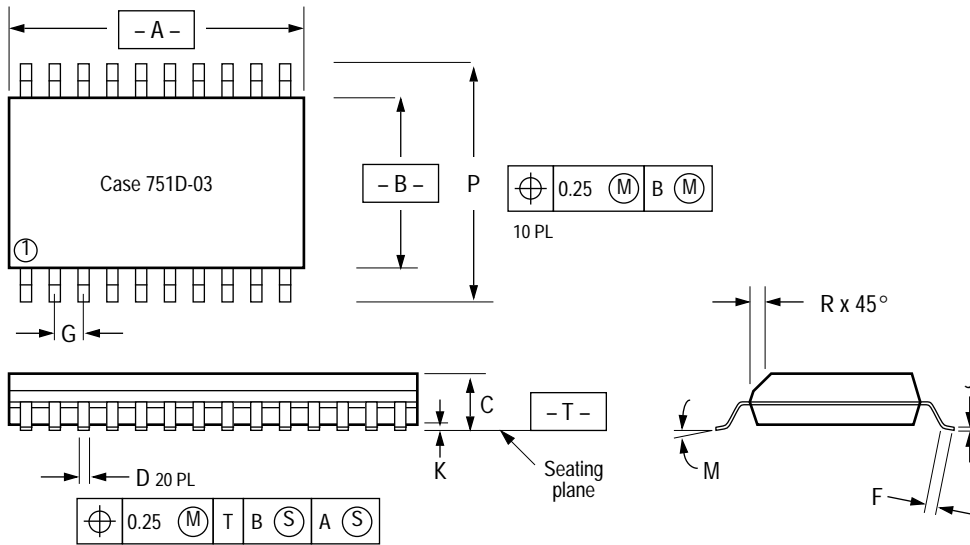 – A –
Case 751D-03
– B –
P
⌖ 0.25 Ⓜ B Ⓜ
10 PL
1
R x 45°
G
C
– T –
J
K
Seating
plane
M
D 20 PL
F
⌖ 0.25 Ⓜ T B Ⓢ A Ⓢ